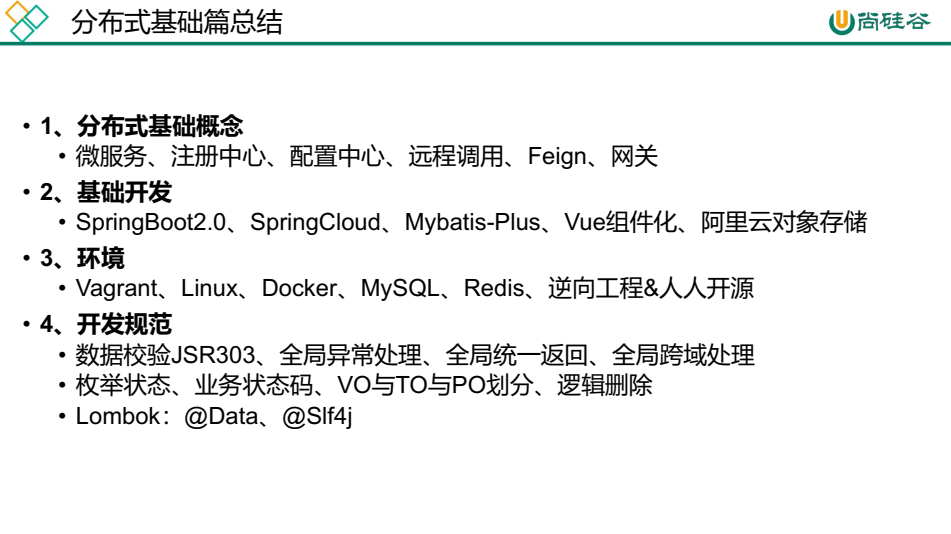 分布式基础篇总结
尚硅谷
• 1、分布式基础概念
• 微服务、注册中心、配置中心、远程调用、Feign、网关
• 2、基础开发
• SpringBoot2.0、SpringCloud、Mybatis-Plus、Vue组件化、阿里云对象存储
• 3、环境
• Vagrant、Linux、Docker、MySQL、Redis、逆向工程&人人开源
• 4、开发规范
• 数据校验JSR303、全局异常处理、全局统一返回、全局跨域处理
• 枚举状态、业务状态码、VO与TO与PO划分、逻辑删除
• Lombok：@Data、@Slf4j